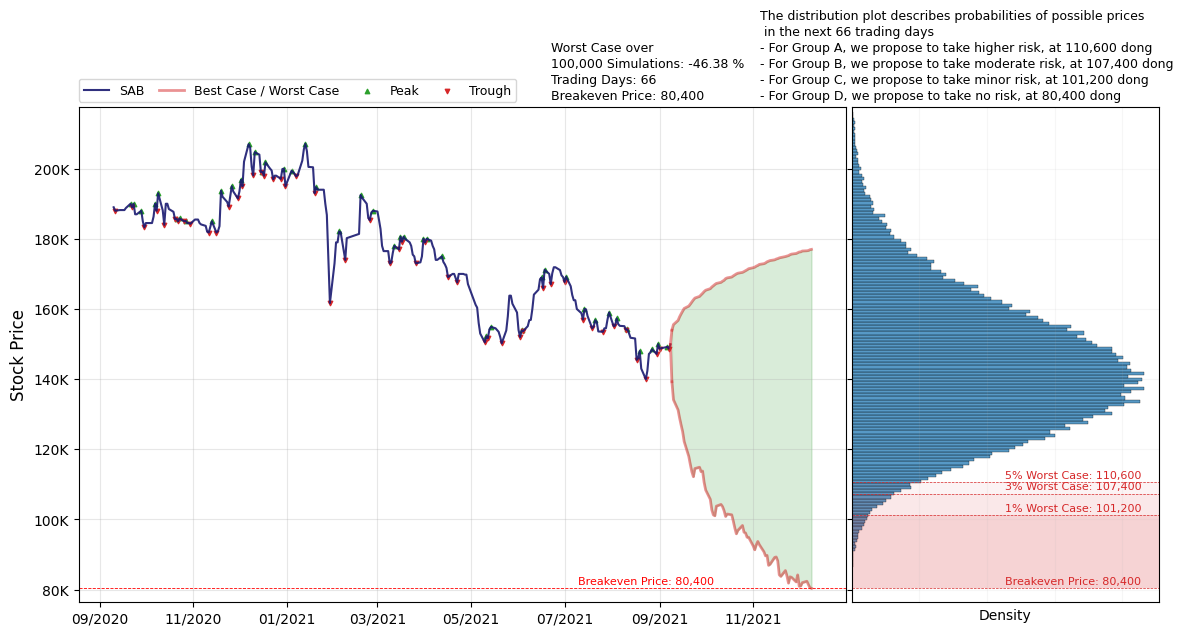 The distribution plot describes probabilities of possible prices
in the next 66 trading days
- For Group A, we propose to take higher risk, at 110,600 dong
- For Group B, we propose to take moderate risk, at 107,400 dong
- For Group C, we propose to take minor risk, at 101,200 dong
- For Group D, we propose to take no risk, at 80,400 dong
Worst Case over
100,000 Simulations: -46.38 %
Trading Days: 66
Breakeven Price: 80,400
SAB
Best Case / Worst Case
Peak
Trough
Stock Price
200K
180K
160K
140K
120K
100K
80K
Breakeven Price: 80,400
09/2020
11/2020
01/2021
03/2021
05/2021
07/2021
09/2021
11/2021
5% Worst Case: 110,600
3% Worst Case: 107,400
1% Worst Case: 101,200
Breakeven Price: 80,400
Density